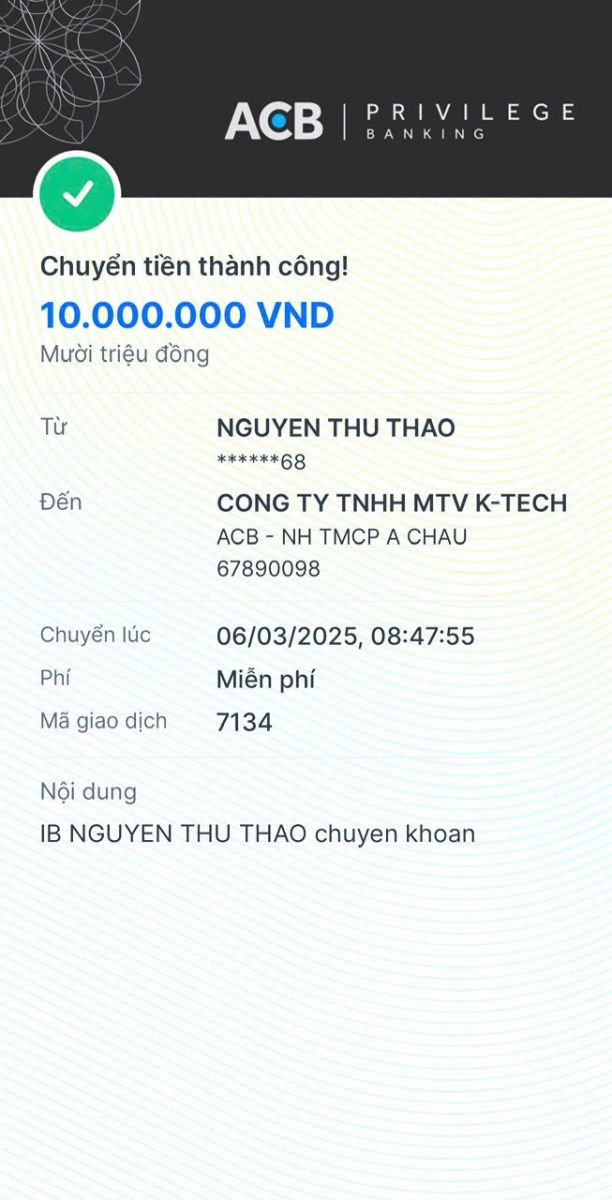 ACB | PRIVILEGE
BANKING
Chuyển tiền thành công!
10.000.000 VND
Mười triệu đồng
Từ
NGUYEN THU THAO
******68
Đến
CONG TY TNHH MTV K-TECH
ACB - NH TMCP A CHAU
67890098
Chuyển lúc
06/03/2025, 08:47:55
Phí
Miễn phí
Mã giao dịch
7134
Nội dung
IB NGUYEN THU THAO chuyen khoan